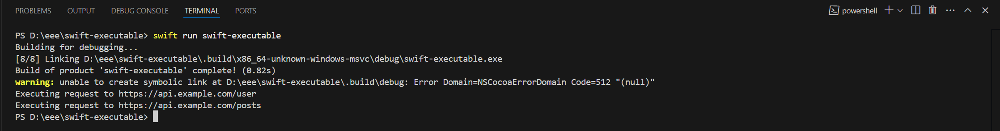 PROBLEMS OUTPUT DEBUG CONSOLE TERMINAL PORTS powershell
PS D:\eee\swift-executable> swift run swift-executable
Building for debugging...
[8/8] Linking D:\eee\swift-executable\.build\x86_64-unknown-windows-msvc\debug\swift-executable.exe
Build of product 'swift-executable' complete! (0.82s)
warning: unable to create symbolic link at D:\eee\swift-executable\.build\debug: Error Domain=NSCocoaErrorDomain Code=512 "(null)"
Executing request to https://api.example.com/user
Executing request to https://api.example.com/posts
PS D:\eee\swift-executable>